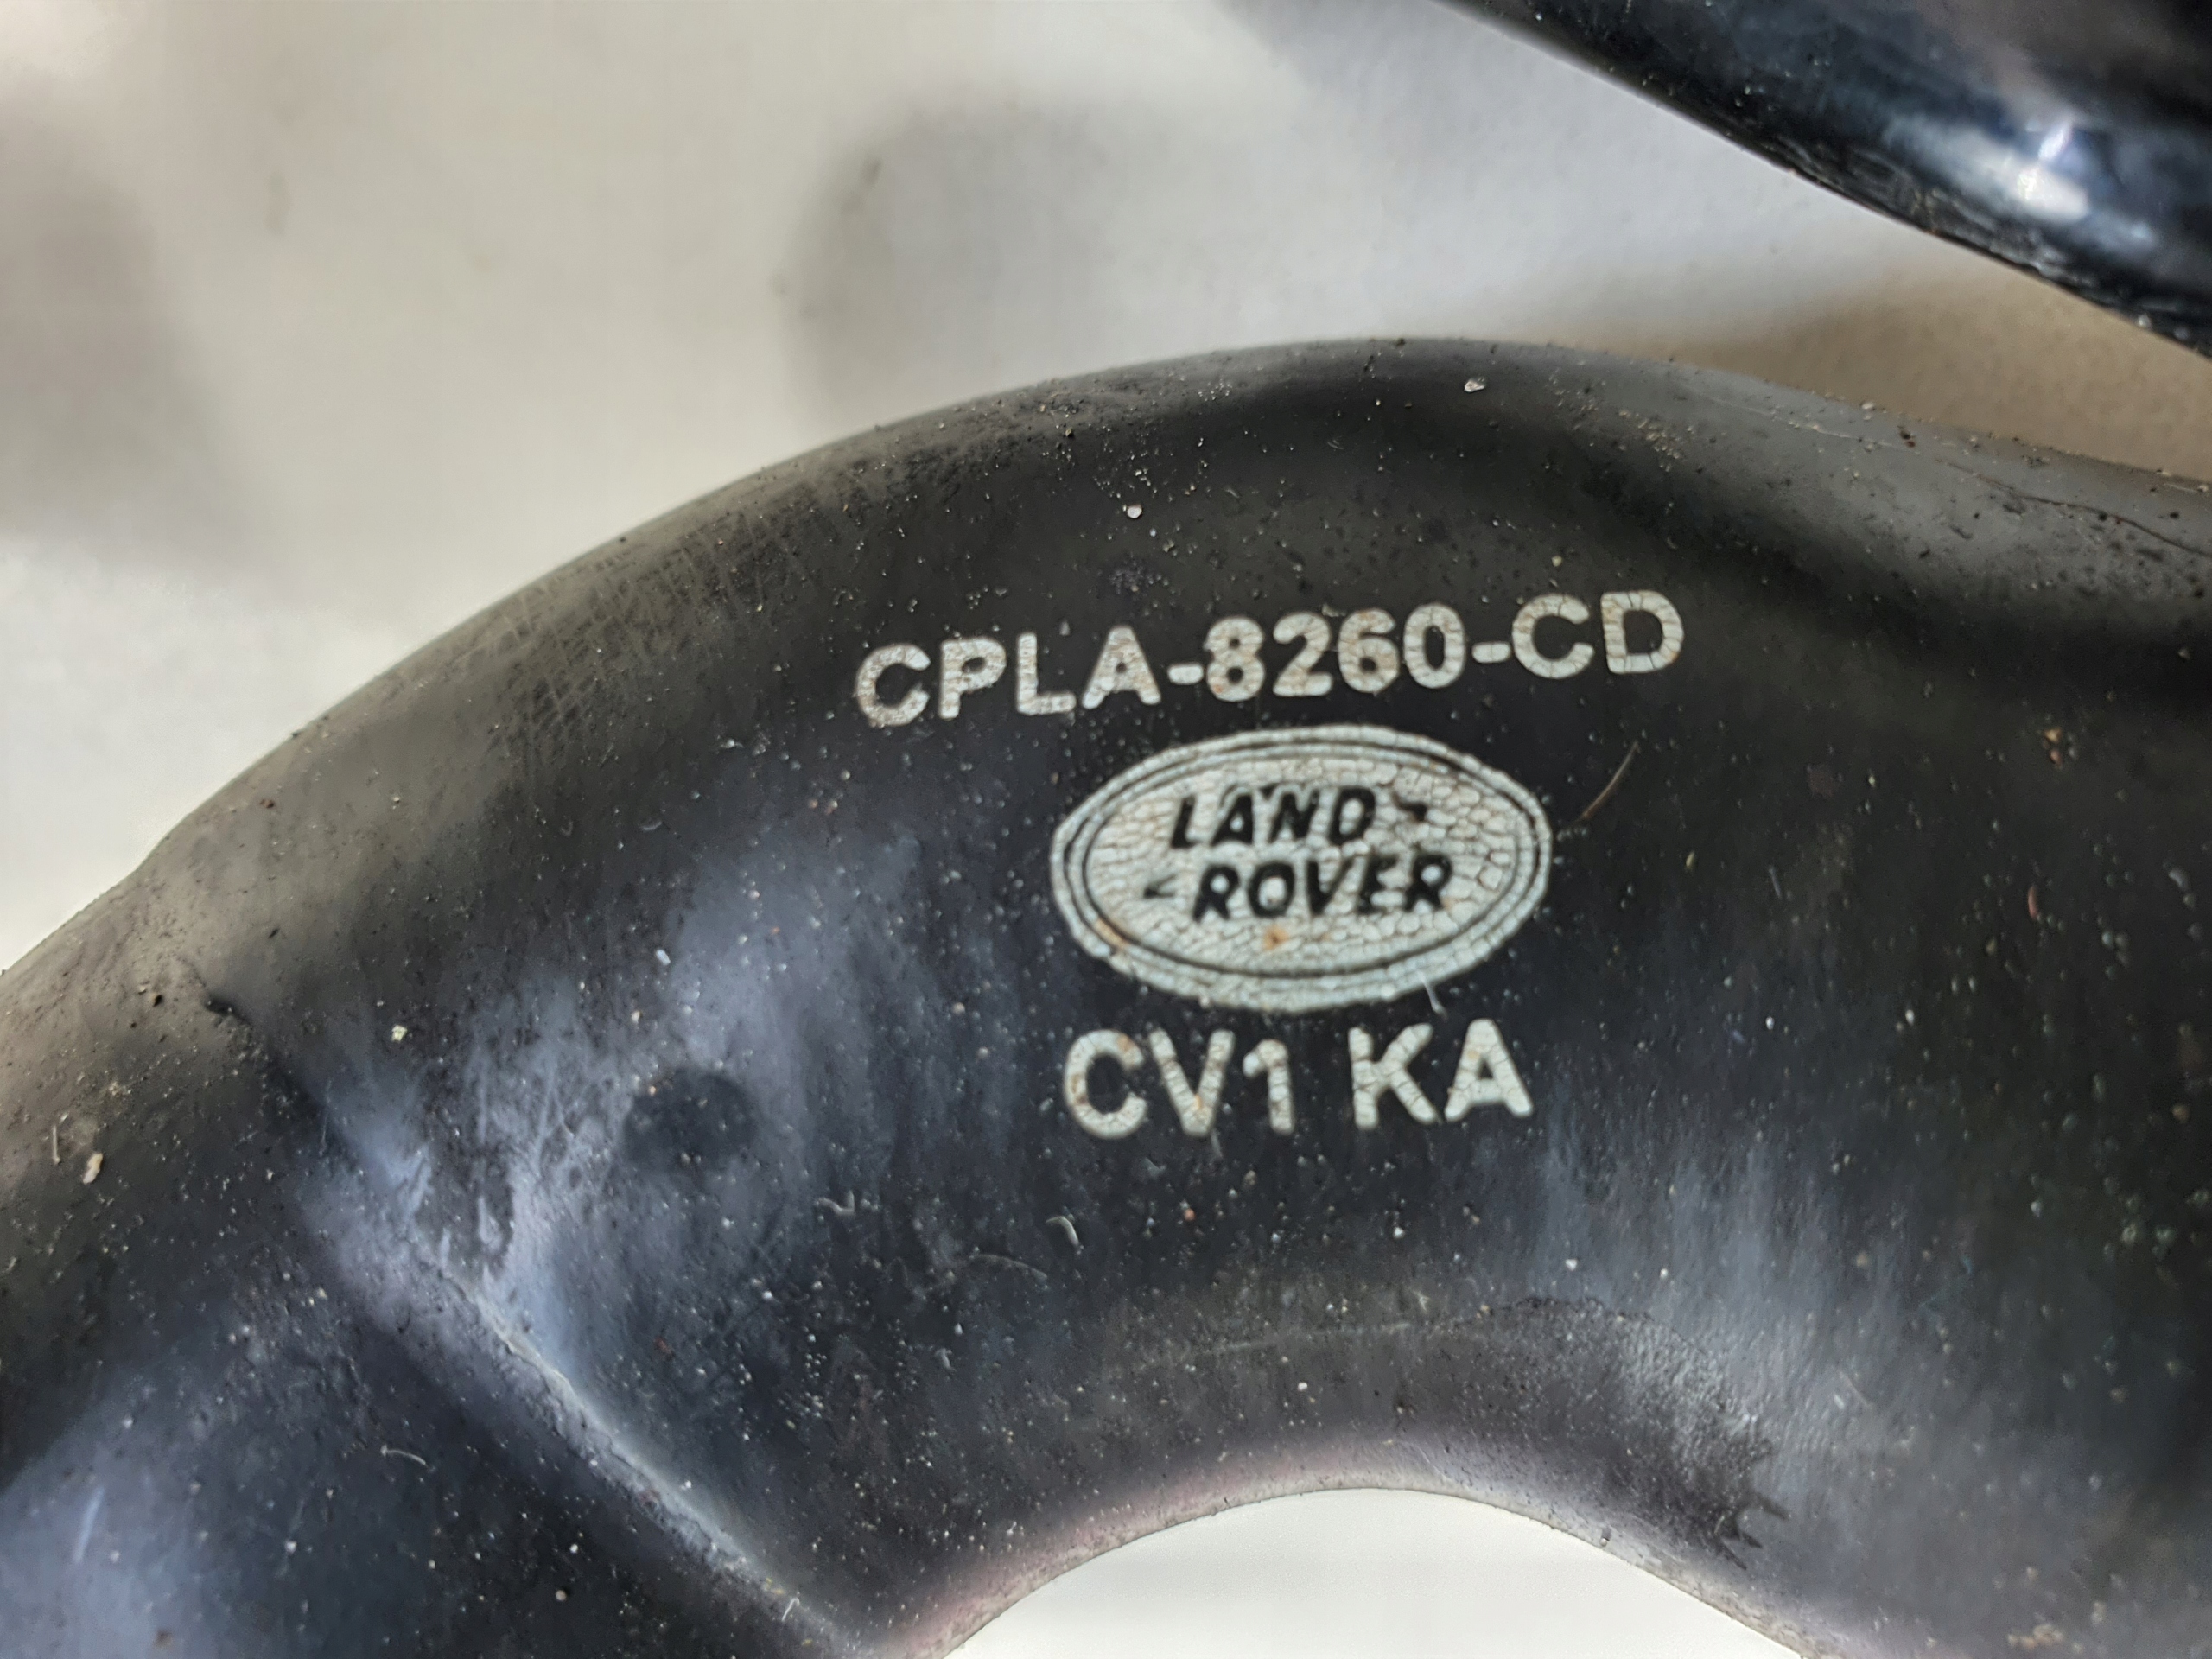 CPLA-8260-CD
LAND-
-ROVER
CV1 KA